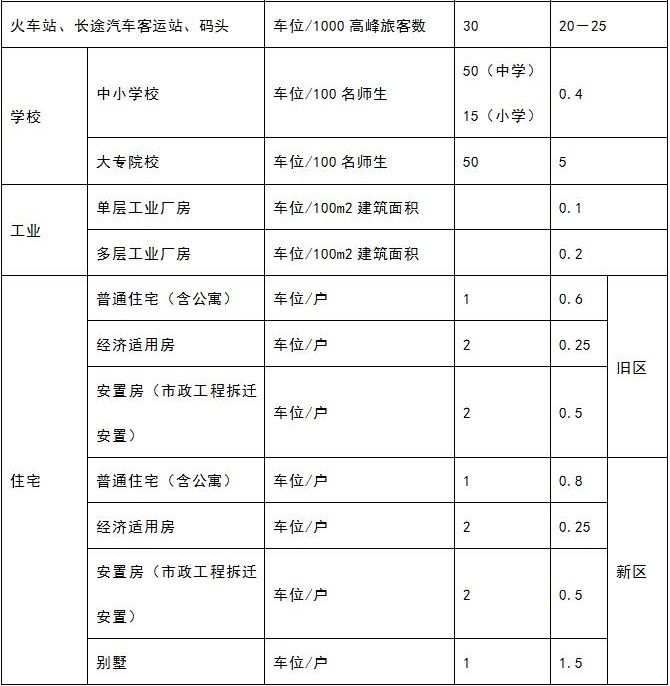 火车站、长途汽车客运站、码头 车位/1000 高峰旅客数 30 20－25
学校 中小学校 车位/100 名师生 50（中学） 0.4
15（小学）
大专院校 车位/100 名师生 50 5
工业 单层工业厂房 车位/100m2 建筑面积 0.1
多层工业厂房 车位/100m2 建筑面积 0.2
住宅 普通住宅（含公寓） 车位/户 1 0.6 旧区
经济适用房 车位/户 2 0.25
安置房（市政工程拆迁 车位/户 2 0.5
安置）
普通住宅（含公寓） 车位/户 1 0.8 新区
经济适用房 车位/户 2 0.25
安置房（市政工程拆迁 车位/户 2 0.5
安置）
别墅 车位/户 1 1.5